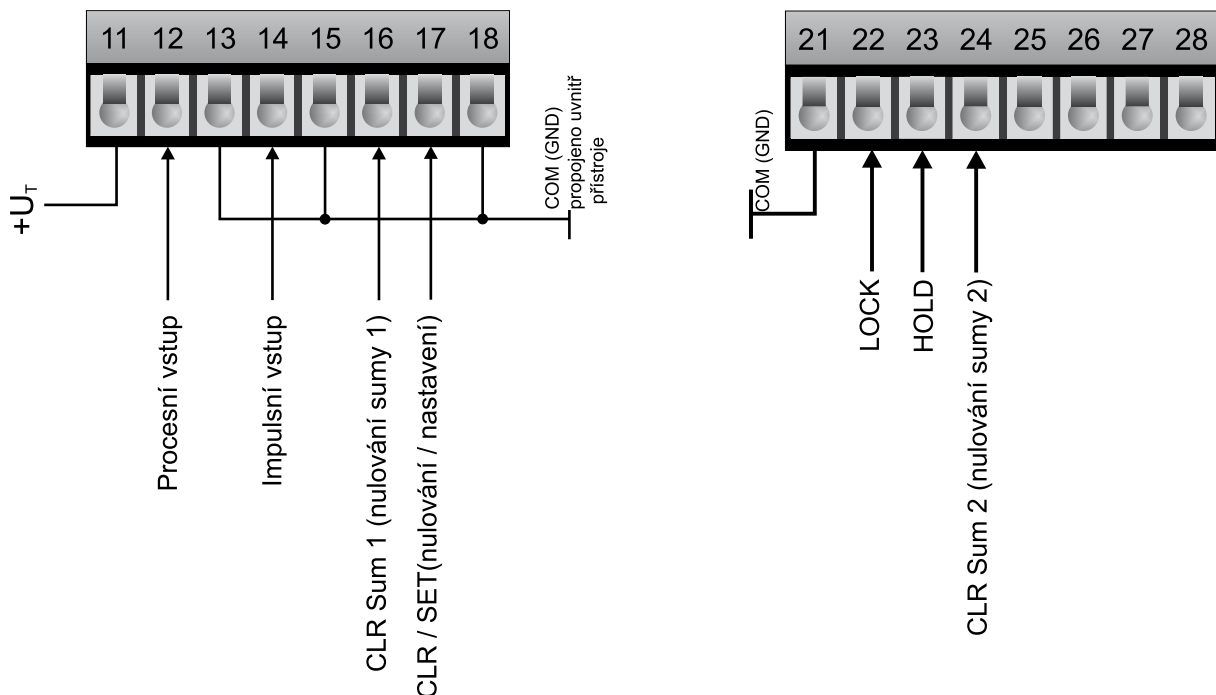 11 12 13 14 15 16 17 18
+UT
Procesní vstup
Impulsní vstup
CLR Sum 1 (nulování sumy 1)
CLR / SET(nulování / nastavení)
COM (GND)
propojeno uvnitř
přístroje
21 22 23 24 25 26 27 28
COM (GND)
LOCK
HOLD
CLR Sum 2 (nulování sumy 2)